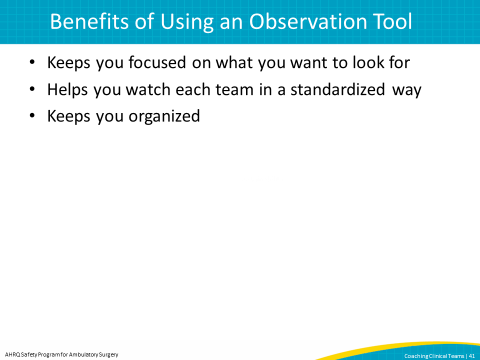 Benefits of Using an Observation Tool
• Keeps you focused on what you want to look for
• Helps you watch each team in a standardized way
• Keeps you organized
AHRQ Safety Program for Ambulatory Surgery
Coaching Clinical Teams | 41